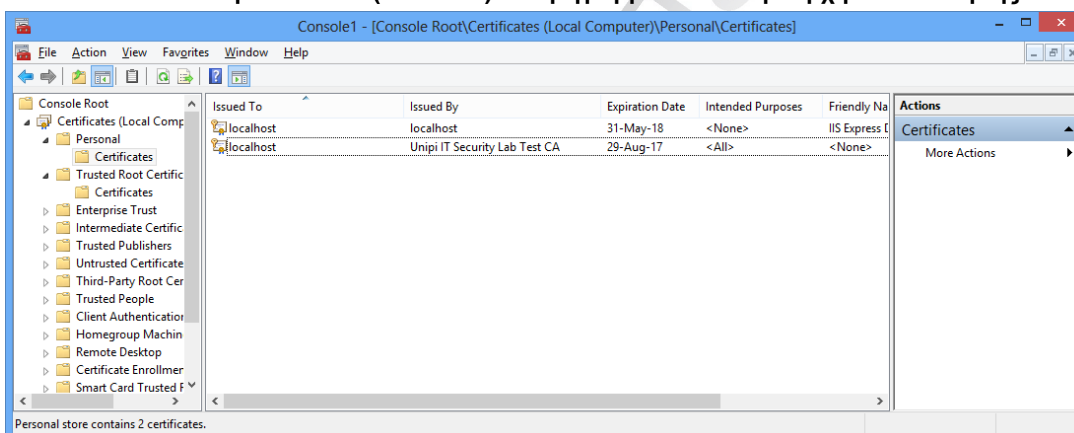 Console1 - [Console Root\Certificates (Local Computer)\Personal\Certificates]
File Action View Favorites Window Help
Console Root
Certificates (Local Comp
Personal
Certificates
Trusted Root Certific
Certificates
Enterprise Trust
Intermediate Certific
Trusted Publishers
Untrusted Certificate
Third-Party Root Cer
Trusted People
Client Authentication
Homegroup Machin
Remote Desktop
Certificate Enrollmer
Smart Card Trusted
Issued To Issued By Expiration Date Intended Purposes Friendly Na
localhost localhost 31-May-18 <None> IIS Express
localhost Unipi IT Security Lab Test CA 29-Aug-17 <All> <None>
Actions
Certificates
More Actions
Personal store contains 2 certificates.